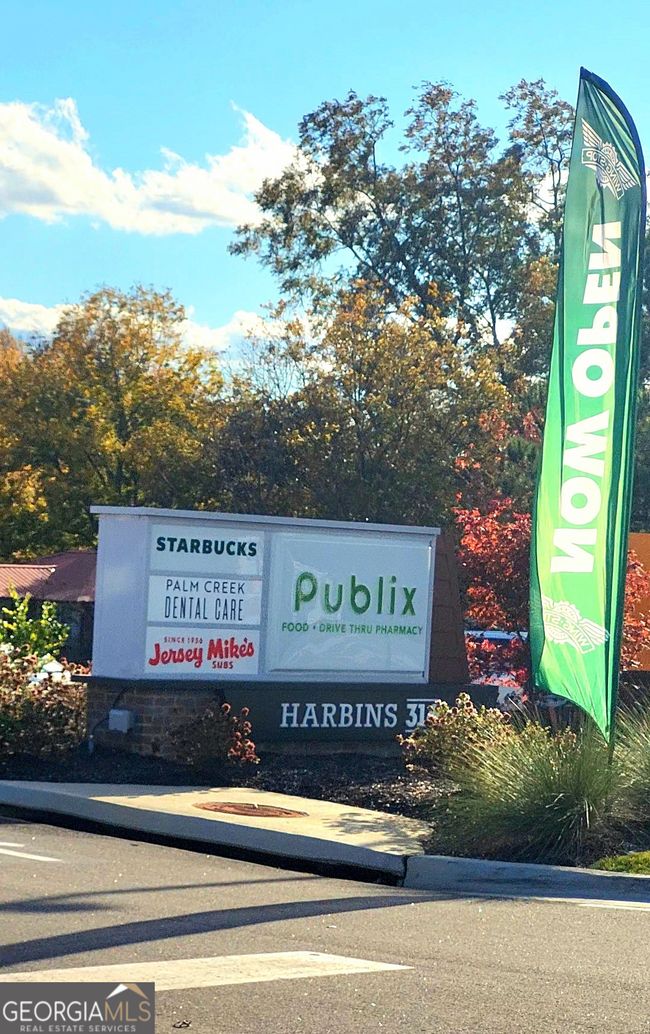 STARBUCKS
PALM CREEK
DENTAL CARE
SINCE 1956
Jersey Mike's
SUBS
Publix
FOOD • DRIVE THRU PHARMACY
HARBINS
NOW OPEN
GEORGIAMLS
REAL ESTATE SERVICES